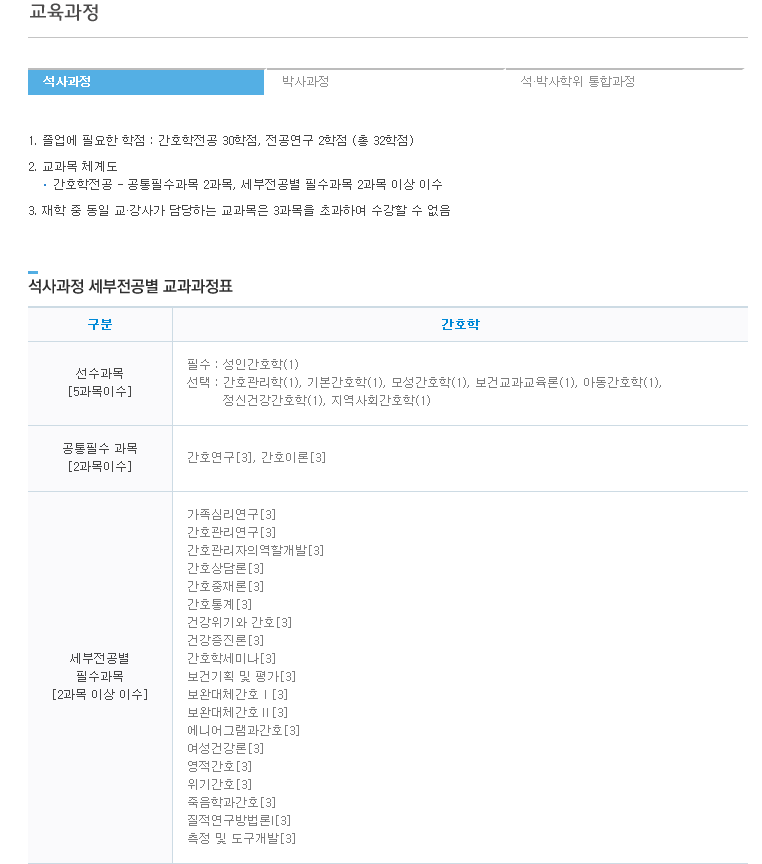 교육과정
석사과정 박사과정 석·박사학위 통합과정
1. 졸업에 필요한 학점 : 간호학전공 30학점, 전공연구 2학점 (총 32학점)
2. 교과목 체계도
· 간호학전공 - 공통필수과목 2과목, 세부전공별 필수과목 2과목 이상 이수
3. 재학 중 동일 교·강사가 담당하는 교과목은 3과목을 초과하여 수강할 수 없음
석사과정 세부전공별 교과과정표
구분 간호학
선수과목
[5과목이수]
필수 : 성인간호학(1)
선택 : 간호관리학(1), 기본간호학(1), 모성간호학(1), 보건교과교육론(1), 아동간호학(1),
정신건강간호학(1), 지역사회간호학(1)
공통필수 과목
[2과목이수]
간호연구[3], 간호이론[3]
세부전공별
필수과목
[2과목 이상 이수]
가족심리연구[3]
간호관리연구[3]
간호관리자의역할개발[3]
간호상담론[3]
간호중재론[3]
간호통계[3]
건강위기와 간호[3]
건강증진론[3]
간호학세미나[3]
보건기획 및 평가[3]
보완대체간호Ⅰ[3]
보완대체간호Ⅱ[3]
에니어그램과간호[3]
여성건강론[3]
영적간호[3]
위기간호[3]
죽음학과간호[3]
질적연구방법론I[3]
측정 및 도구개발[3]